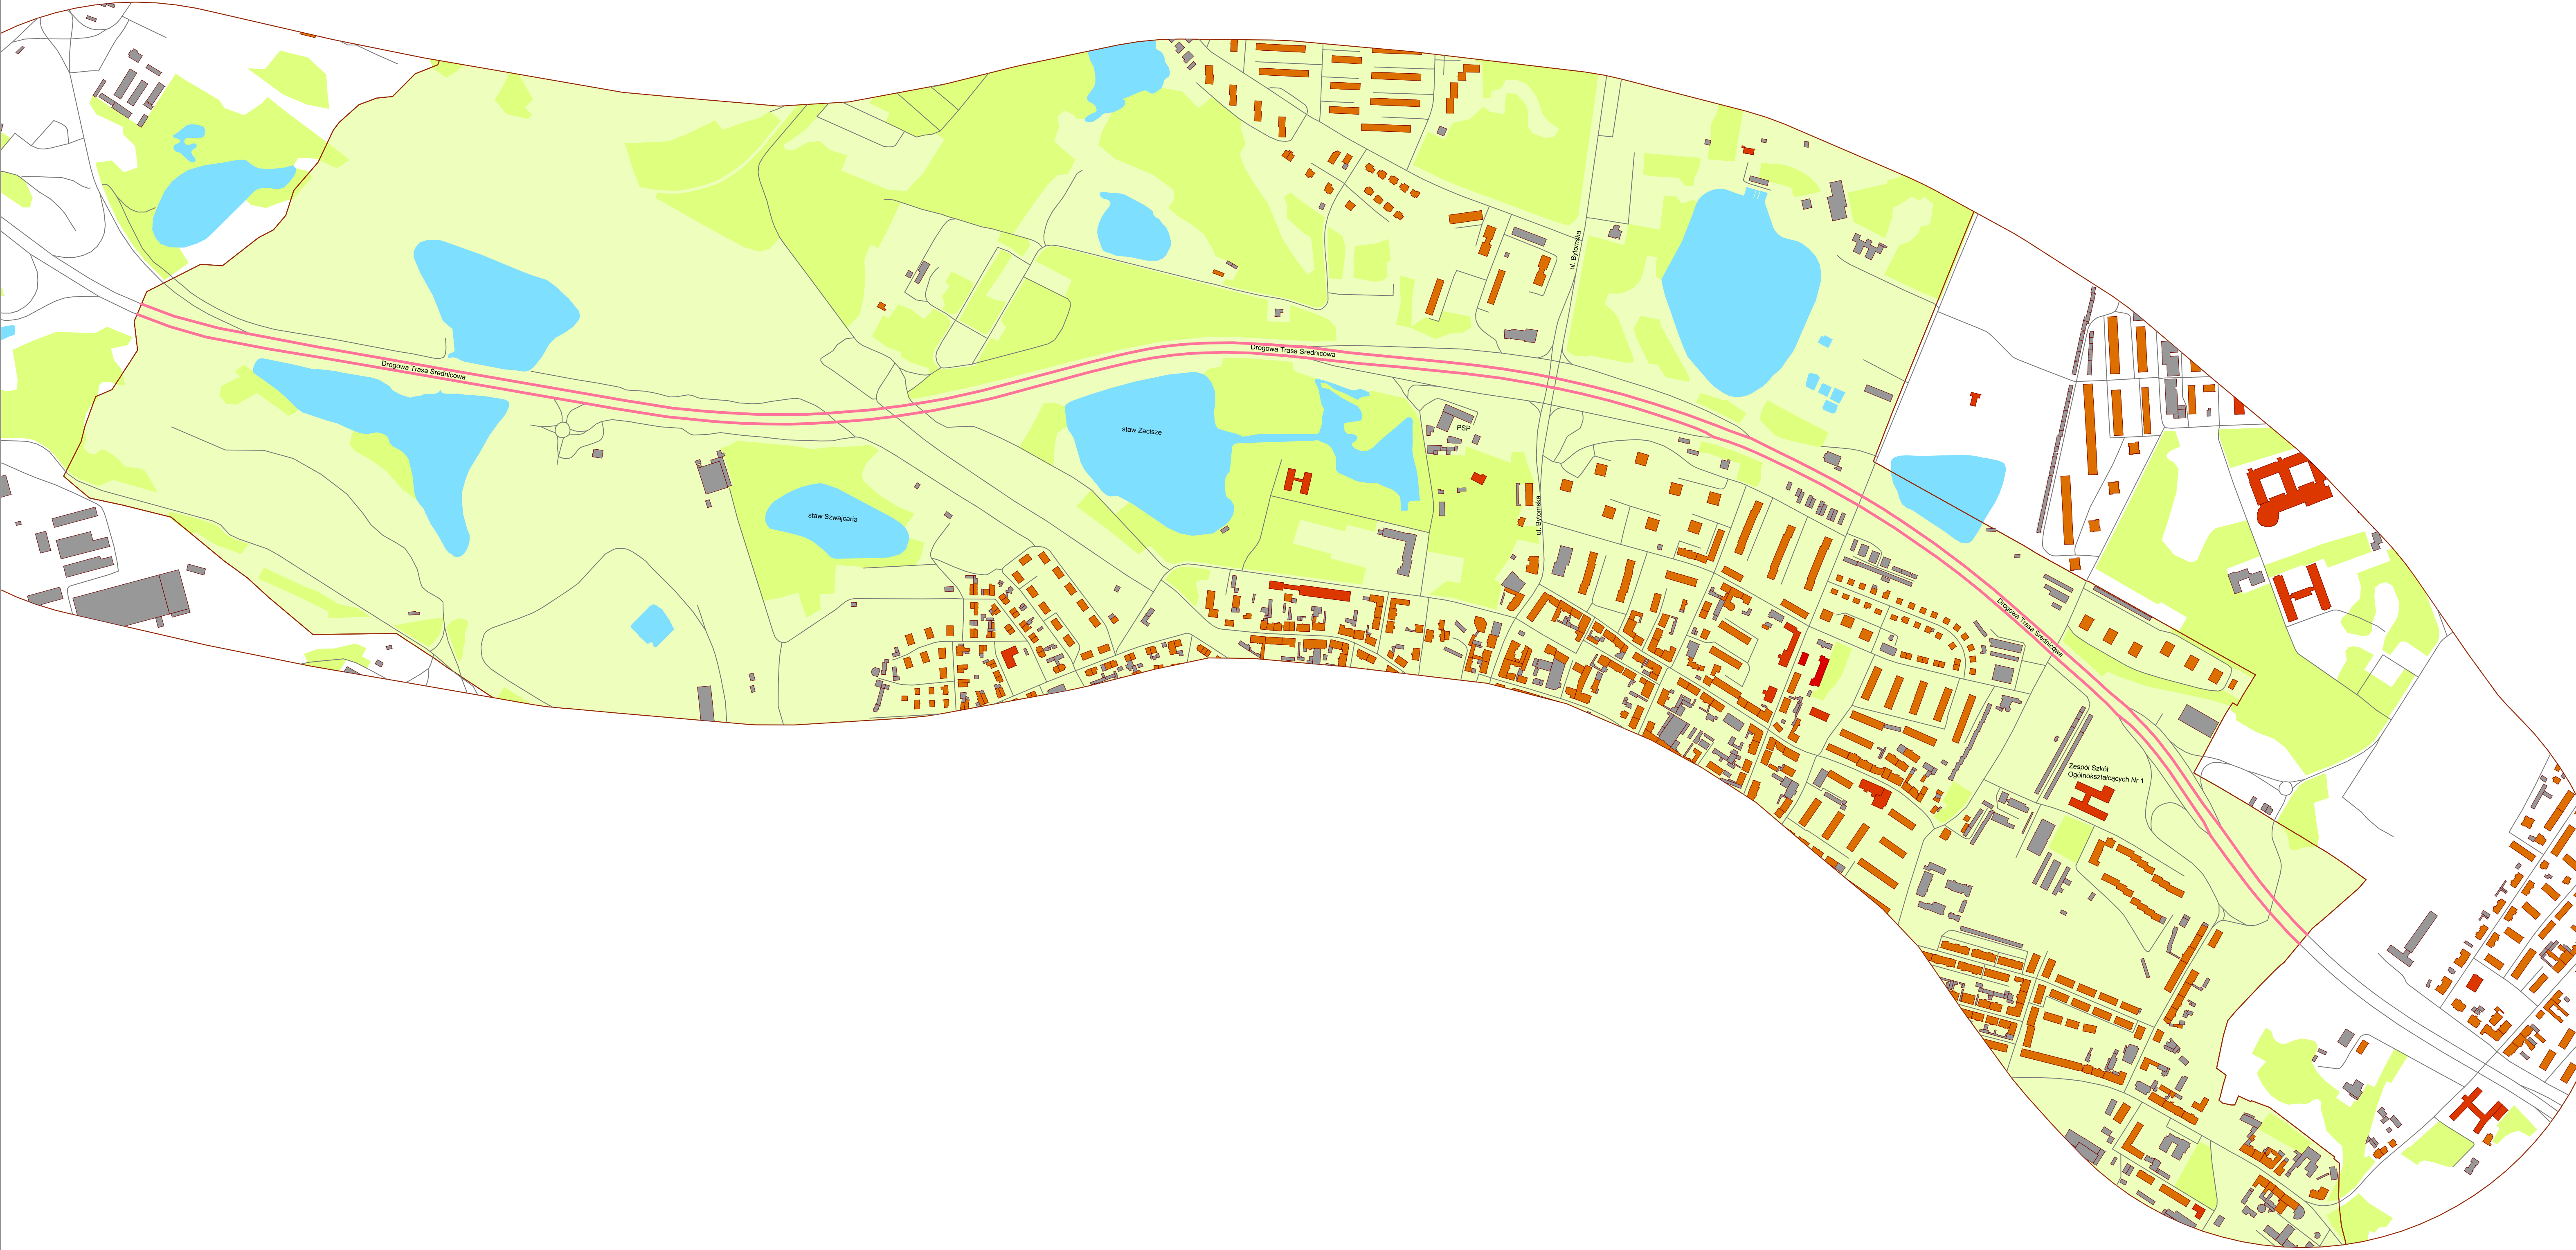 ul. Bytomska
Drogowa Trasa Średnicowa
Drogowa Trasa Średnicowa
staw Zacisze
PSP
staw Szwajcaria
ul. Bytomska
Drogowa Trasa Średnicowa
Zespół Szkół
Ogólnokształcących Nr 1